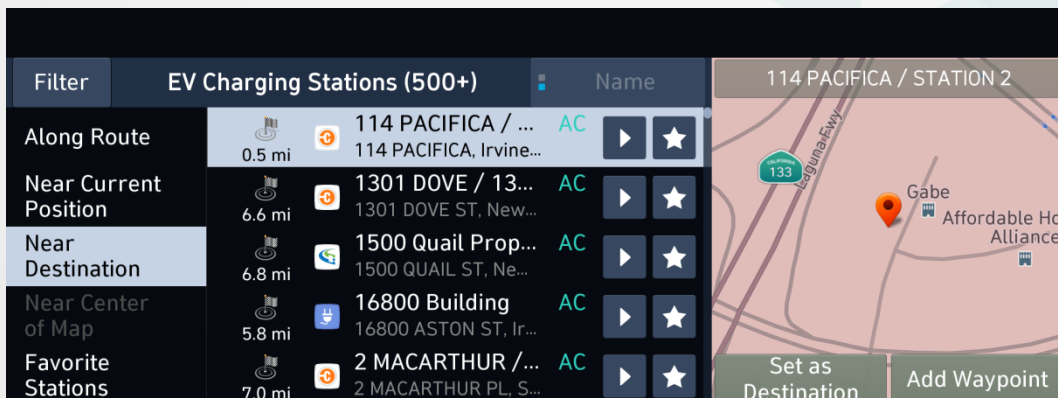 Filter
EV Charging Stations (500+)
Name
Along Route
Near Current
Position
Near
Destination
Near Center
of Map
Favorite
Stations
0.5 mi
114 PACIFICA / ...
AC
114 PACIFICA, Irvine...
6.6 mi
1301 DOVE / 13...
AC
1301 DOVE ST, New...
6.8 mi
1500 Quail Prop...
AC
1500 QUAIL ST, Ne...
5.8 mi
16800 Building
AC
16800 ASTON ST, Ir...
7.0 mi
2 MACARTHUR /...
AC
2 MACARTHUR PL, S...
114 PACIFICA / STATION 2
CALIFORNIA
133
Laguna Fwy
Gabe
Affordable Ho
Alliance
Set as
Destination
Add Waypoint